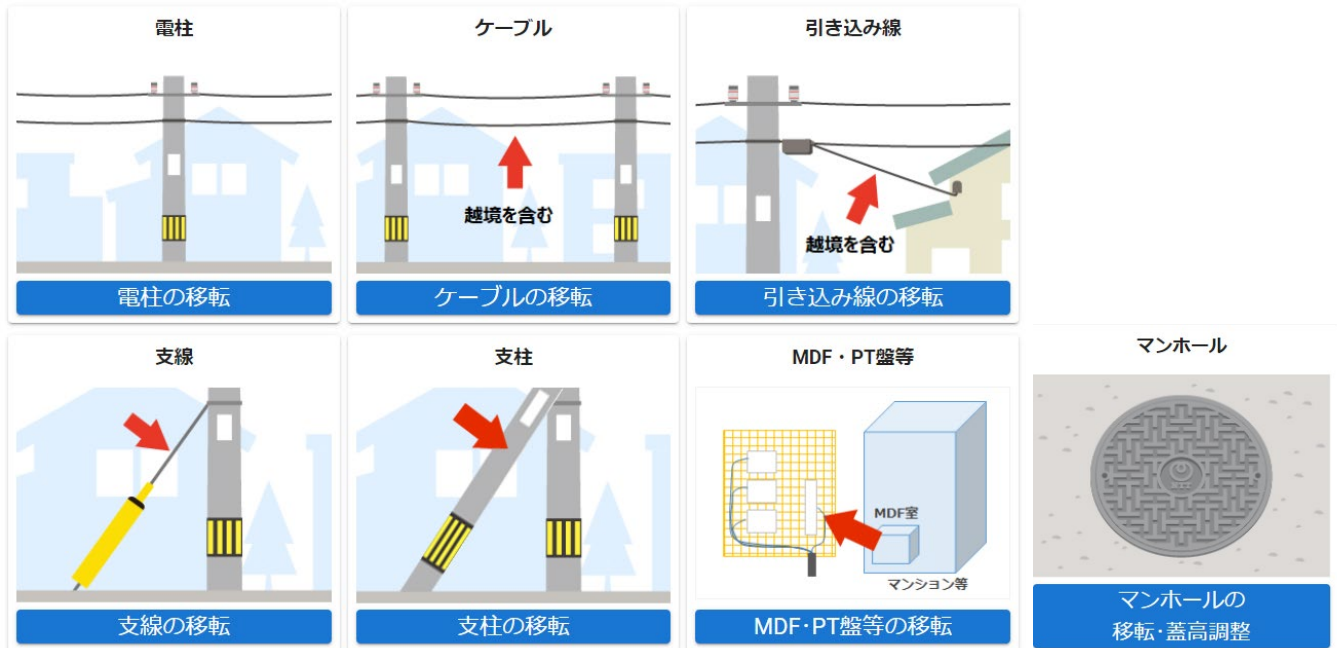 電柱
ケーブル
引き込み線
越境を含む
越境を含む
電柱の移転
ケーブルの移転
引き込み線の移転
支線
支柱
MDF・PT盤等
マンホール
MDF室
マンション等
支線の移転
支柱の移転
MDF･PT盤等の移転
マンホールの
移転･蓋高調整